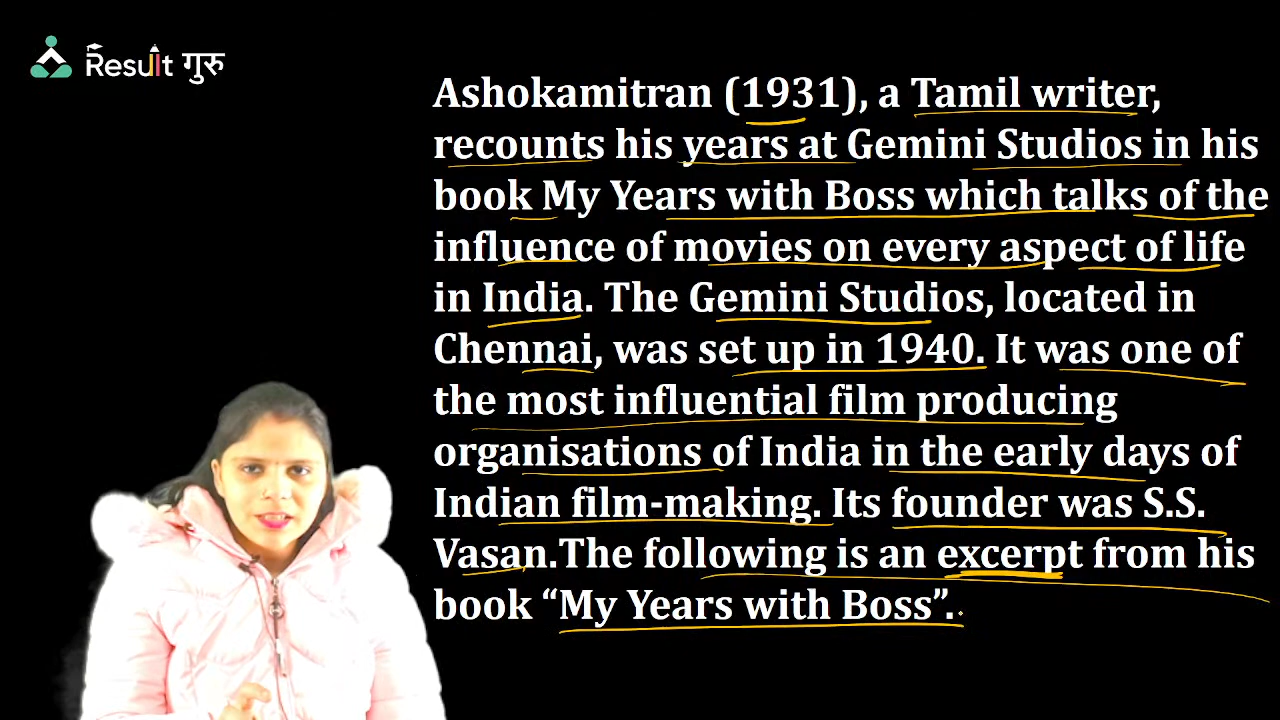 Result गुरु
Ashokamitran (1931), a Tamil writer,
recounts his years at Gemini Studios in his
book My Years with Boss which talks of the
influence of movies on every aspect of life
in India. The Gemini Studios, located in
Chennai, was set up in 1940. It was one of
the most influential film producing
organisations of India in the early days of
Indian film-making. Its founder was S.S.
Vasan.The following is an excerpt from his
book “My Years with Boss”.